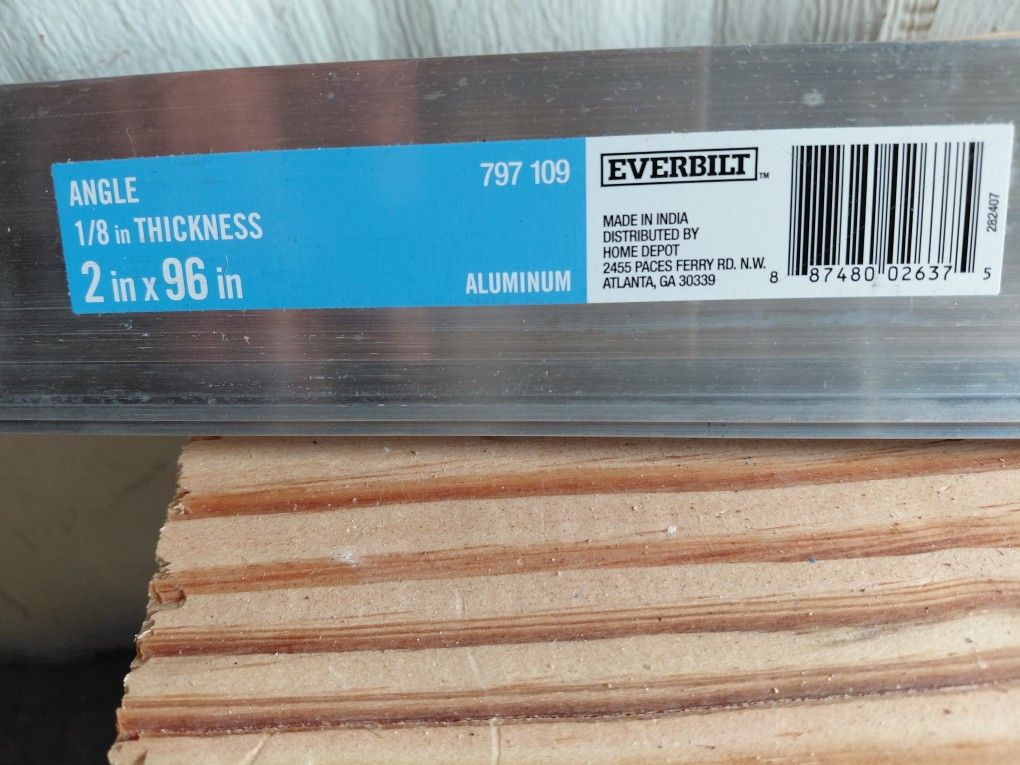 ANGLE
797 109
1/8 in THICKNESS
2 in x 96 in
ALUMINUM
EVERBILT™
MADE IN INDIA
DISTRIBUTED BY
HOME DEPOT
2455 PACES FERRY RD. N.W.
ATLANTA, GA 30339
8 87480 02637 5
282407